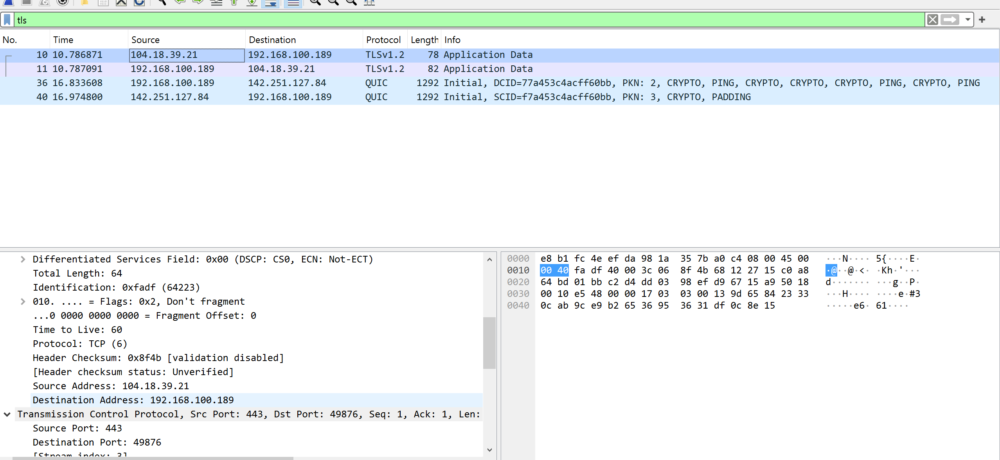 tls
No. Time Source Destination Protocol Length Info
10 10.786871 104.18.39.21 192.168.100.189 TLSv1.2 78 Application Data
11 10.787091 192.168.100.189 104.18.39.21 TLSv1.2 82 Application Data
36 16.833608 192.168.100.189 142.251.127.84 QUIC 1292 Initial, DCID=77a453c4acff60bb, PKN: 2, CRYPTO, PING, CRYPTO, CRYPTO, CRYPTO, PING, CRYPTO, PING
40 16.974800 142.251.127.84 192.168.100.189 QUIC 1292 Initial, SCID=f7a453c4acff60bb, PKN: 3, CRYPTO, PADDING
Differentiated Services Field: 0x00 (DSCP: CS0, ECN: Not-ECT)
Total Length: 64
Identification: 0xfadf (64223)
010. .... = Flags: 0x2, Don't fragment
...0 0000 0000 0000 = Fragment Offset: 0
Time to Live: 60
Protocol: TCP (6)
Header Checksum: 0x8f4b [validation disabled]
[Header checksum status: Unverified]
Source Address: 104.18.39.21
Destination Address: 192.168.100.189
Transmission Control Protocol, Src Port: 443, Dst Port: 49876, Seq: 1, Ack: 1, Len:
Source Port: 443
Destination Port: 49876
[Stream index: 3]
0000 e8 b1 fc 4e ef da 98 1a 35 7b a0 c4 08 00 45 00 ···N···· 5{····E·
0010 00 40 fa df 40 00 3c 06 8f 4b 68 12 27 15 c0 a8 ·@··@·<· ·Kh·'···
0020 64 bd 01 bb c2 d4 dd 03 98 ef d9 67 15 a9 50 18 d······· ···g··P·
0030 00 10 e5 48 00 00 17 03 03 00 13 9d 65 84 23 33 ···H···· ····e·#3
0040 0c ab 9c e9 b2 65 36 95 36 31 df 0c 8e 15 ·····e6· 61····